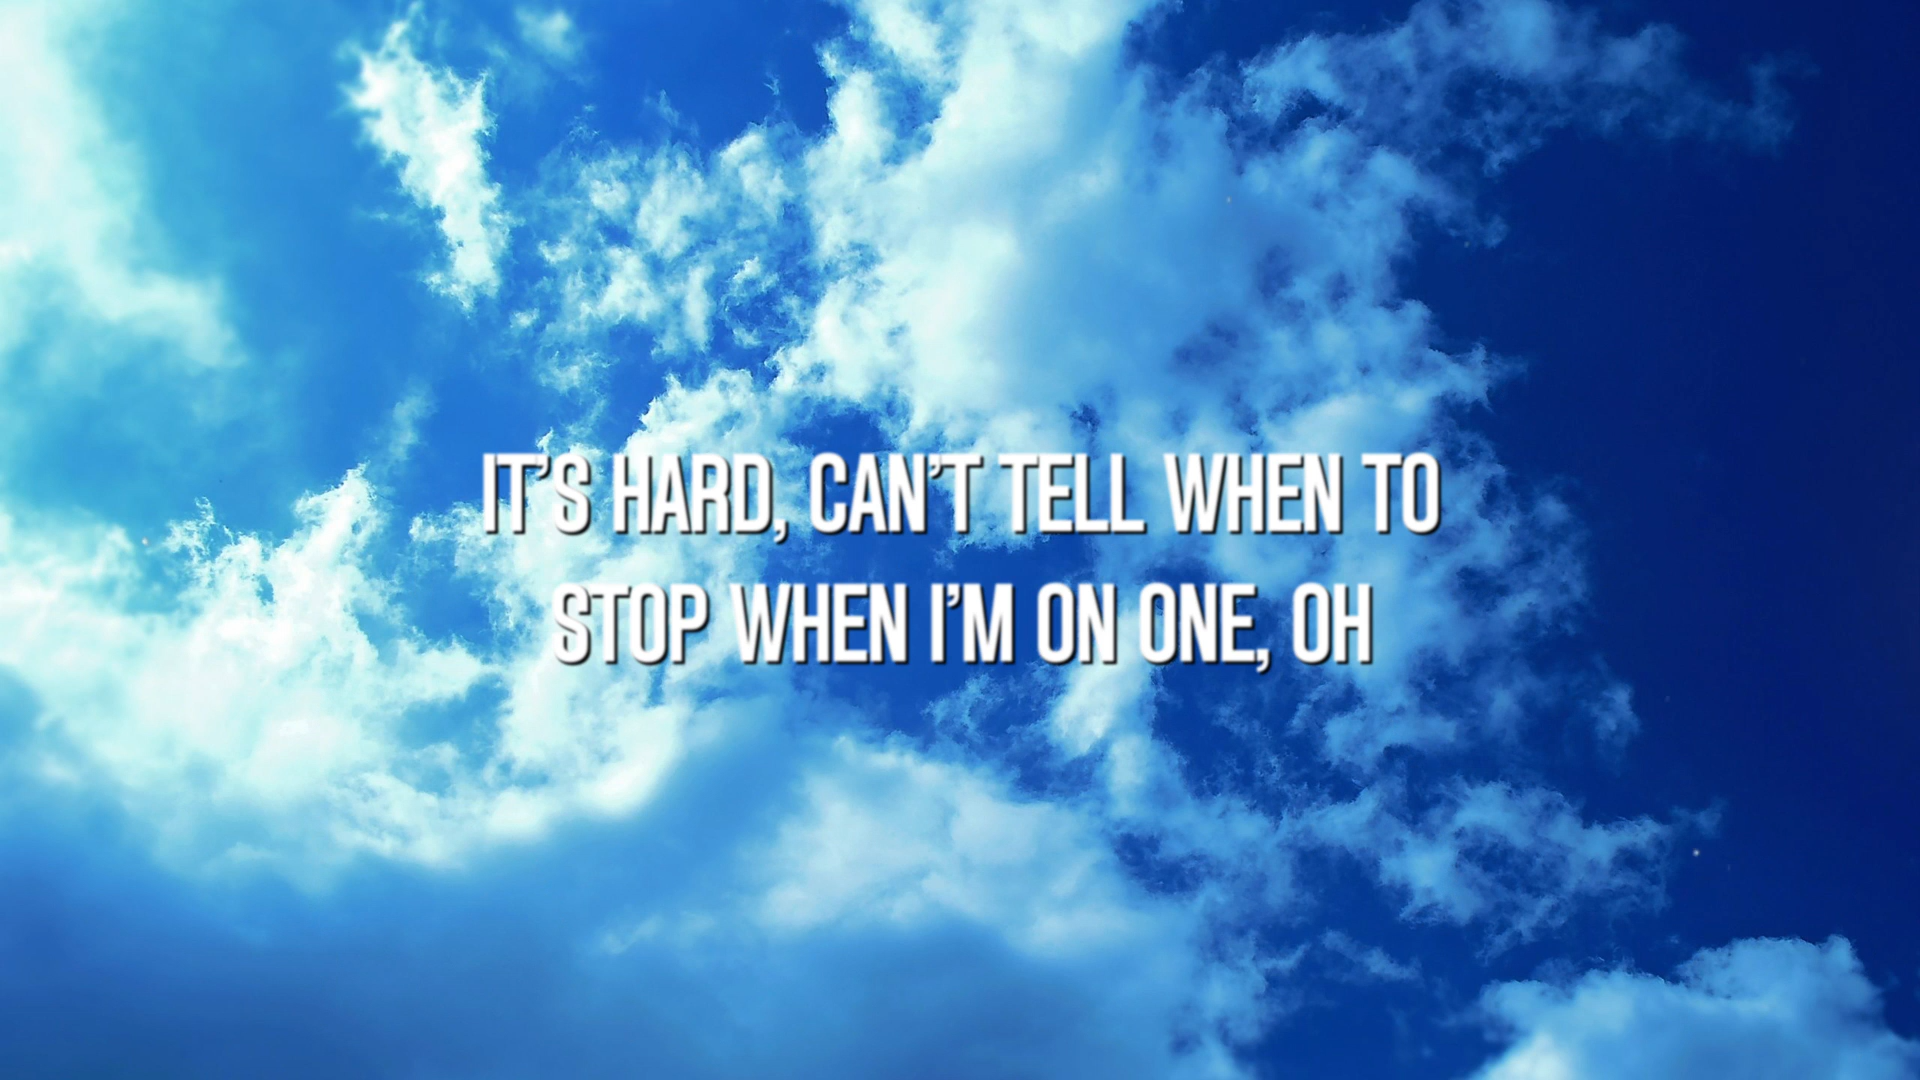 IT’S HARD, CAN’T TELL WHEN TO
STOP WHEN I’M ON ONE, OH